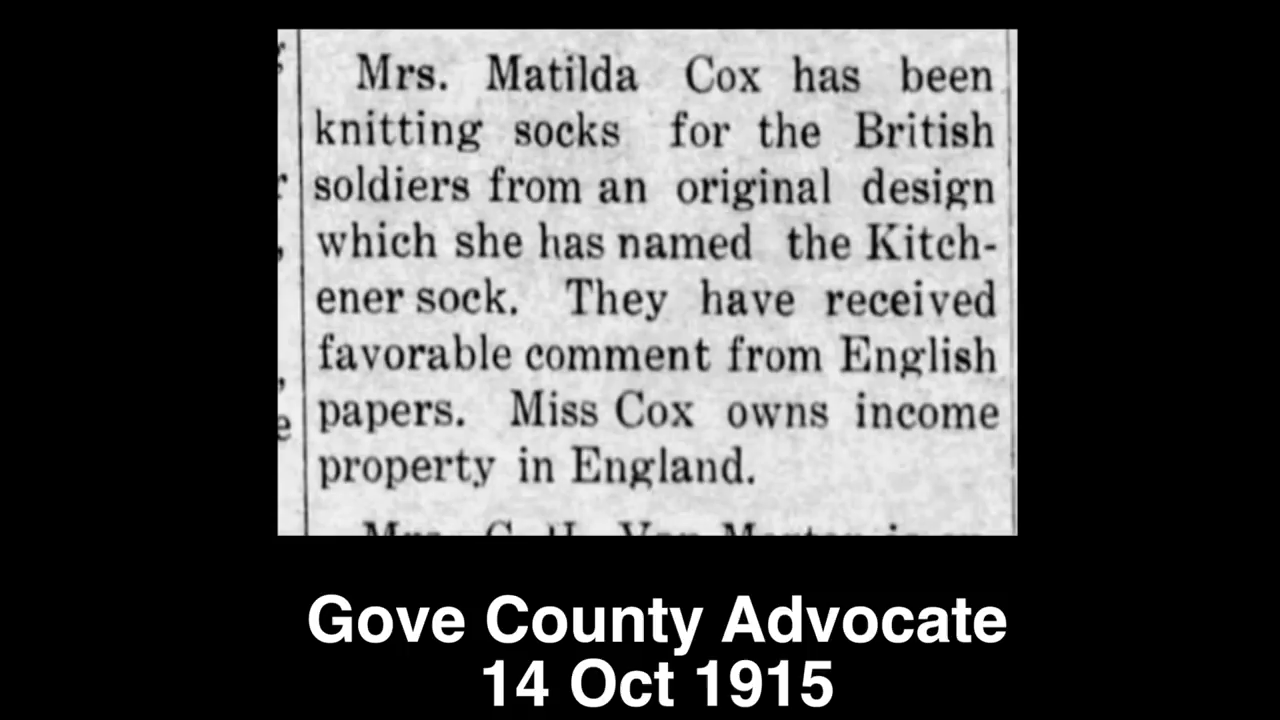 Mrs. Matilda Cox has been
knitting socks for the British
soldiers from an original design
which she has named the Kitch-
ener sock. They have received
favorable comment from English
papers. Miss Cox owns income
property in England.
Gove County Advocate
14 Oct 1915